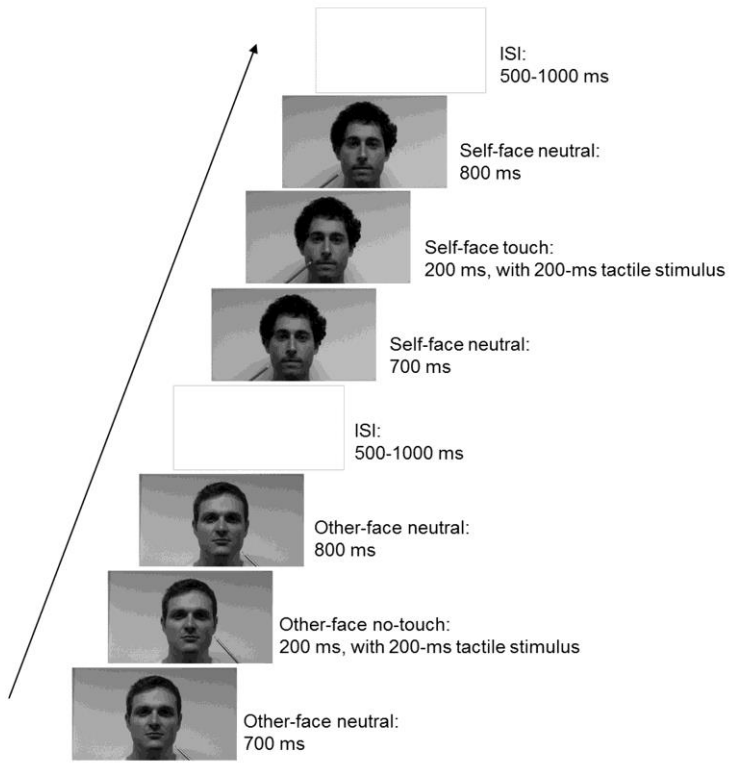 ISI:
500-1000 ms
Self-face neutral:
800 ms
Self-face touch:
200 ms, with 200-ms tactile stimulus
Self-face neutral:
700 ms
ISI:
500-1000 ms
Other-face neutral:
800 ms
Other-face no-touch:
200 ms, with 200-ms tactile stimulus
Other-face neutral:
700 ms